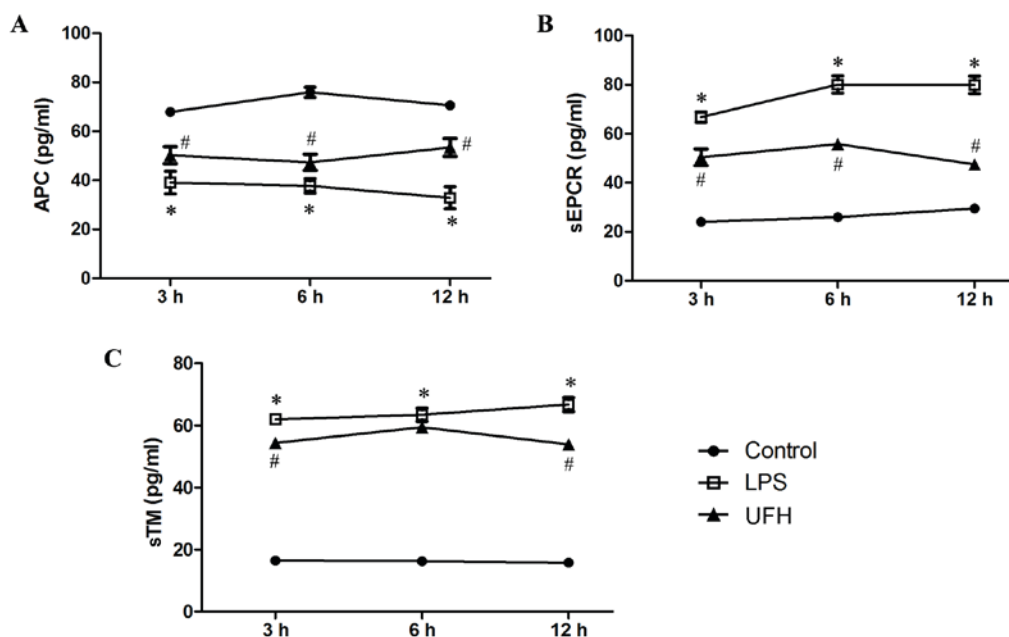 A
APC (pg/ml)
100
80
60
40
20
0
# # #
* * *
3 h 6 h 12 h
B
sEPCR (pg/ml)
100
80
60
40
20
0
* * *
# # #
3 h 6 h 12 h
C
sTM (pg/ml)
80
60
40
20
0
* * *
# #
3 h 6 h 12 h
Control
LPS
UFH